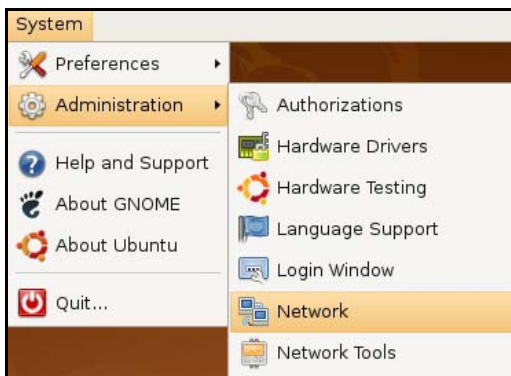 System
Preferences
Administration
Help and Support
About GNOME
About Ubuntu
Quit...
Authorizations
Hardware Drivers
Hardware Testing
Language Support
Login Window
Network
Network Tools